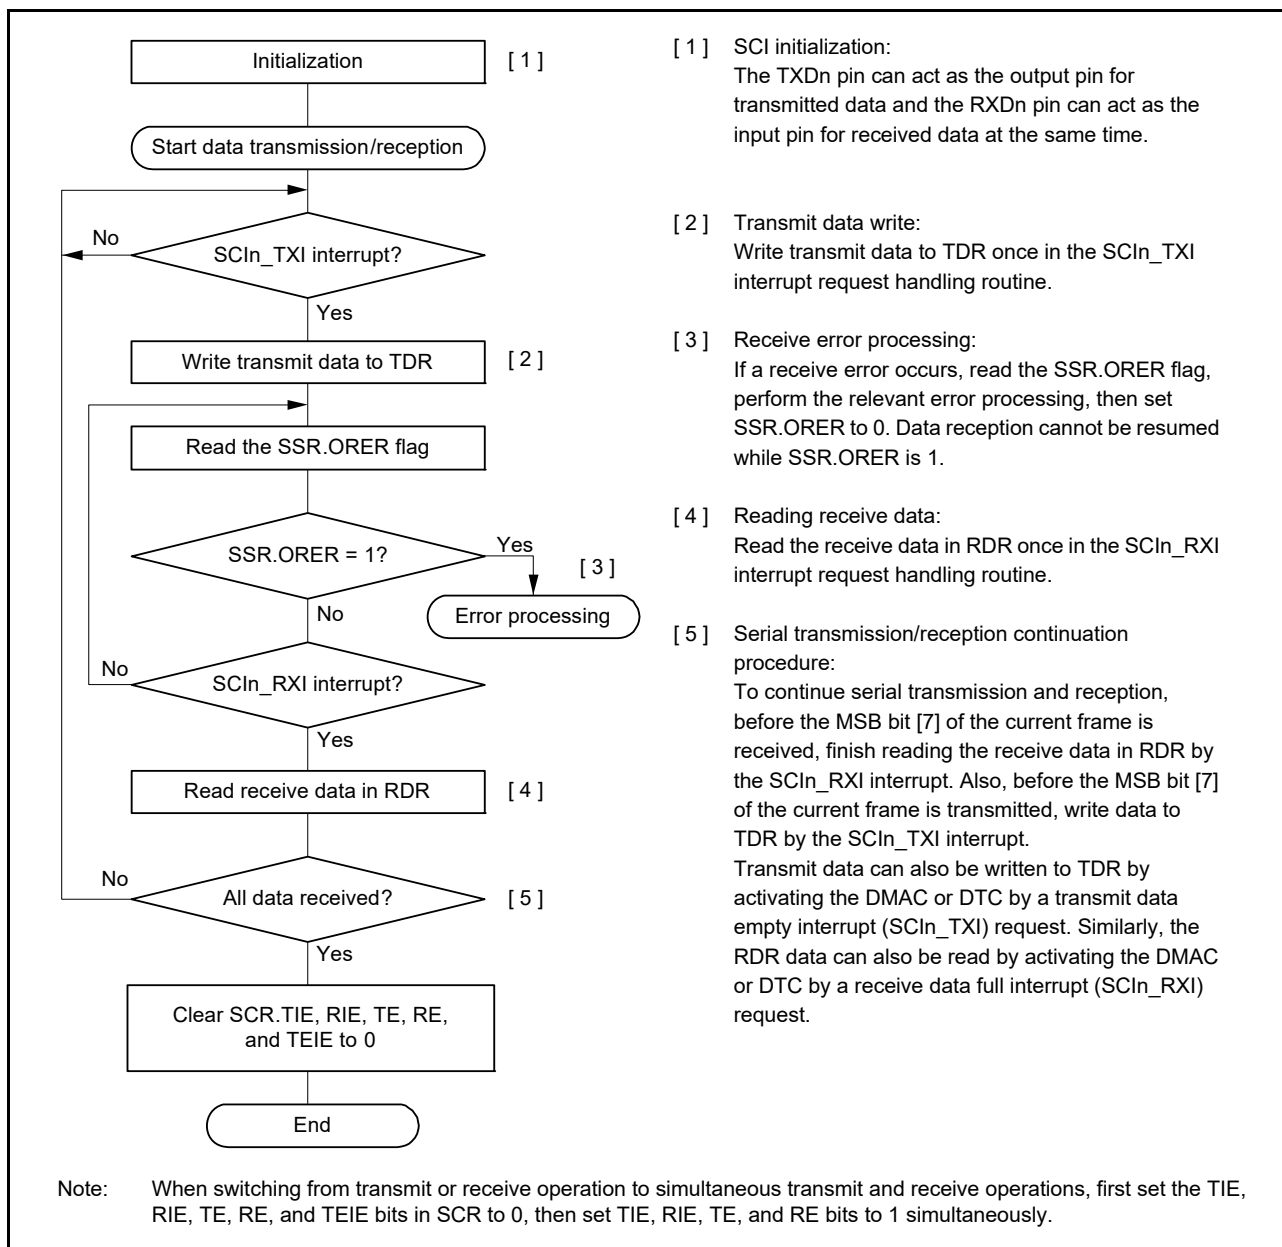 Initialization
[ 1 ]
Start data transmission/reception
No
SCIn_TXI interrupt?
Yes
Write transmit data to TDR
[ 2 ]
Read the SSR.ORER flag
SSR.ORER = 1?
Yes
[ 3 ]
Error processing
No
No
SCIn_RXI interrupt?
Yes
Read receive data in RDR
[ 4 ]
No
All data received?
[ 5 ]
Yes
Clear SCR.TIE, RIE, TE, RE,
and TEIE to 0
End
[ 1 ] SCI initialization:
The TXDn pin can act as the output pin for
transmitted data and the RXDn pin can act as the
input pin for received data at the same time.
[ 2 ] Transmit data write:
Write transmit data to TDR once in the SCIn_TXI
interrupt request handling routine.
[ 3 ] Receive error processing:
If a receive error occurs, read the SSR.ORER flag,
perform the relevant error processing, then set
SSR.ORER to 0. Data reception cannot be resumed
while SSR.ORER is 1.
[ 4 ] Reading receive data:
Read the receive data in RDR once in the SCIn_RXI
interrupt request handling routine.
[ 5 ] Serial transmission/reception continuation
procedure:
To continue serial transmission and reception,
before the MSB bit [7] of the current frame is
received, finish reading the receive data in RDR by
the SCIn_RXI interrupt. Also, before the MSB bit [7]
of the current frame is transmitted, write data to
TDR by the SCIn_TXI interrupt.
Transmit data can also be written to TDR by
activating the DMAC or DTC by a transmit data
empty interrupt (SCIn_TXI) request. Similarly, the
RDR data can also be read by activating the DMAC
or DTC by a receive data full interrupt (SCIn_RXI)
request.
Note: When switching from transmit or receive operation to simultaneous transmit and receive operations, first set the TIE,
RIE, TE, RE, and TEIE bits in SCR to 0, then set TIE, RIE, TE, and RE bits to 1 simultaneously.